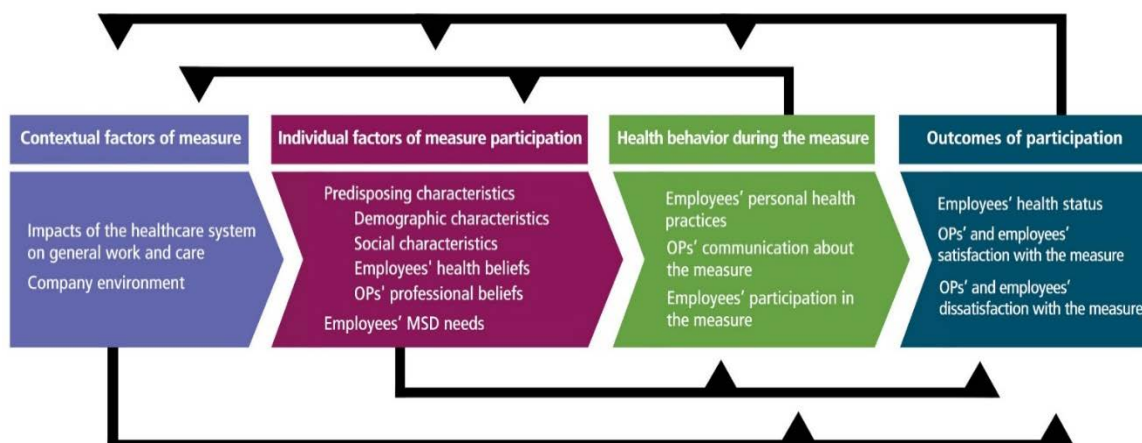 Contextual factors of measure
Impacts of the healthcare system
on general work and care
Company environment
Individual factors of measure participation
Predisposing characteristics
Demographic characteristics
Social characteristics
Employees' health beliefs
OPs' professional beliefs
Employees' MSD needs
Health behavior during the measure
Employees' personal health
practices
OPs' communication about
the measure
Employees' participation in
the measure
Outcomes of participation
Employees' health status
OPs' and employees'
satisfaction with the measure
OPs' and employees'
dissatisfaction with the measure